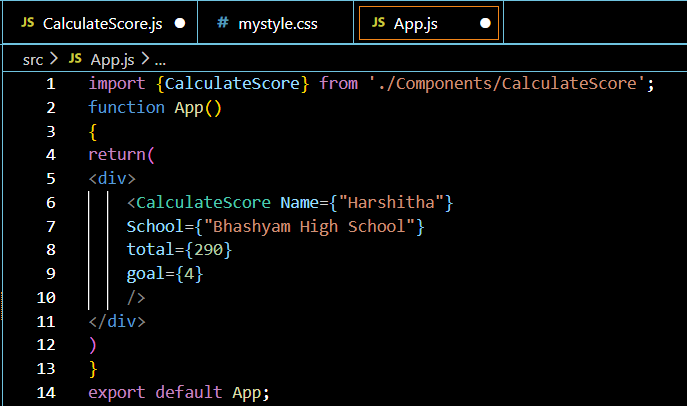 JS CalculateScore.js ● # mystyle.css JS App.js ●
src > JS App.js > ...
1 import {CalculateScore} from './Components/CalculateScore';
2 function App()
3 {
4 return(
5 <div>
6 <CalculateScore Name={"Harshitha"}
7 School={"Bhashyam High School"}
8 total={290}
9 goal={4}
10 />
11 </div>
12 )
13 }
14 export default App;